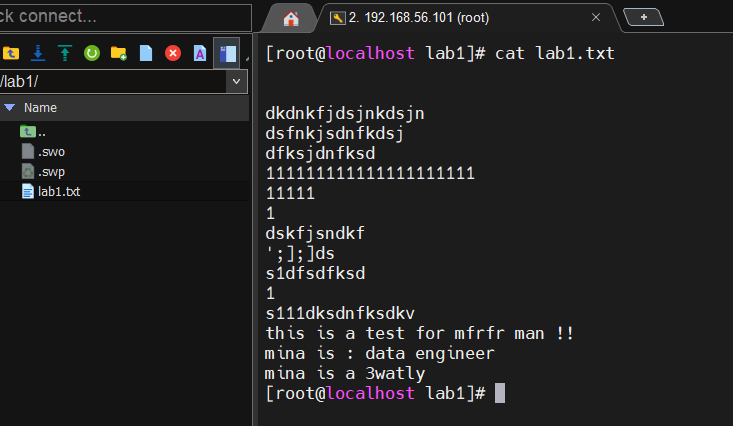 ck connect...
2. 192.168.56.101 (root)
/lab1/
Name
..
.swo
.swp
lab1.txt
[root@localhost lab1]# cat lab1.txt
dkdnkfjdsjnkdsjn
dsfnkjsdnfkdsj
dfksjdnfksd
111111111111111111111
11111
1
dskfjsndkf
';];]ds
s1dfsdfksd
1
s111dksdnfksdkv
this is a test for mfrfr man !!
mina is : data engineer
mina is a 3watly
[root@localhost lab1]#